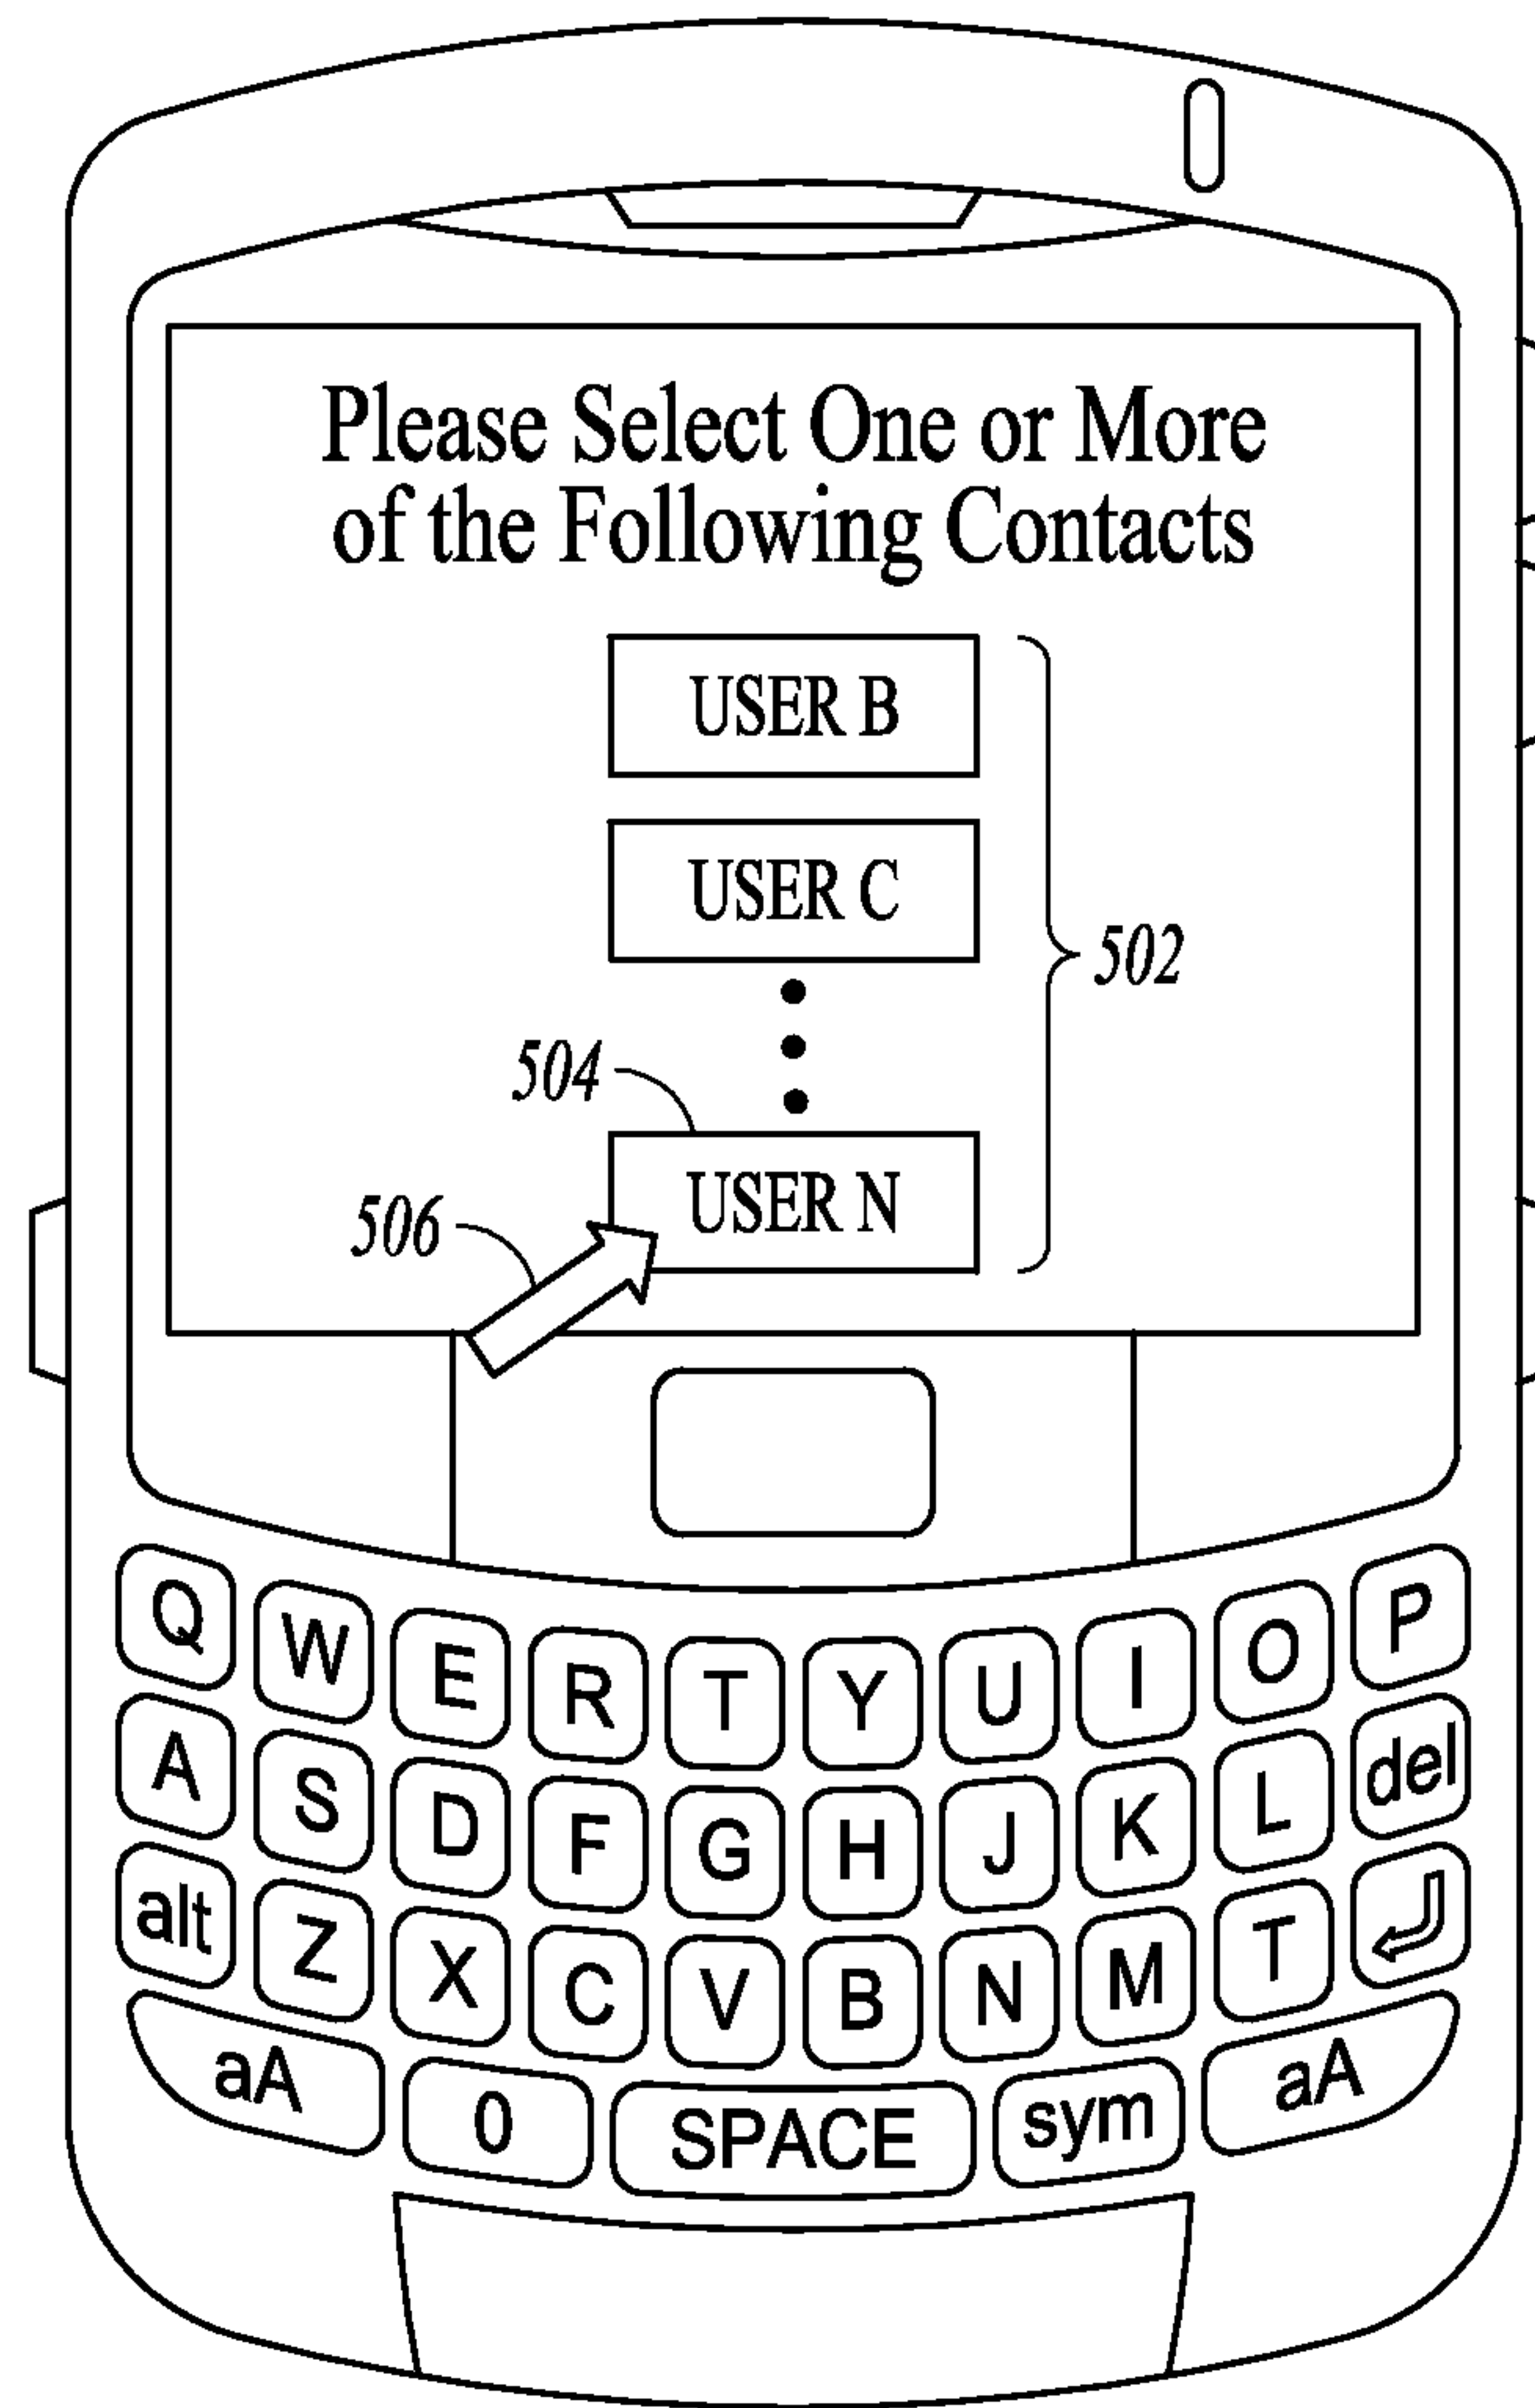 Please Select One or More
of the Following Contacts
USER B
USER C
502
504
USER N
506
Q W E R T Y U I O P
A S D F G H J K L del
alt Z X C V B N M T
aA 0 SPACE sym aA